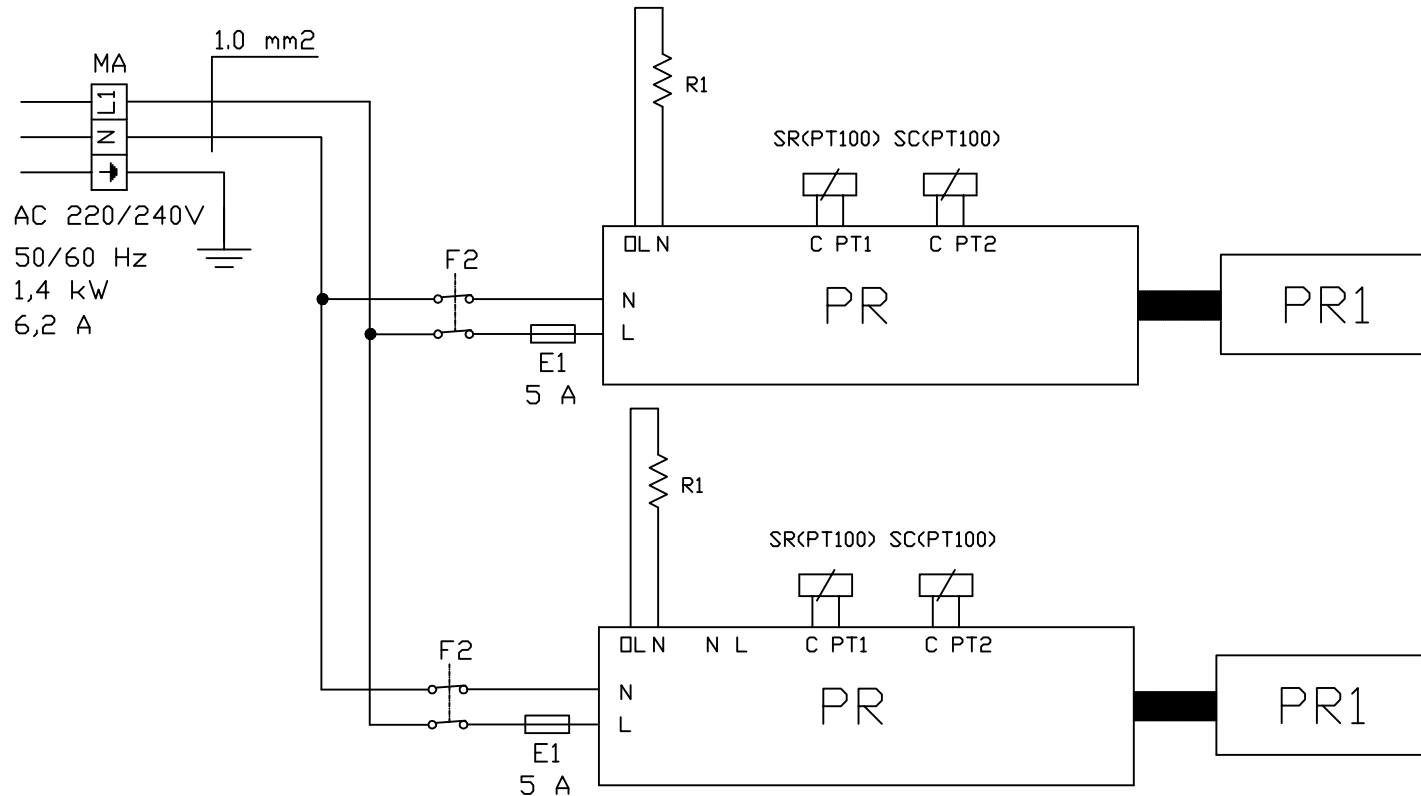 1.0 mm2
MA
L1
N
AC 220/240V
50/60 Hz
1,4 kW
6,2 A
R1
SR(PT100) SC(PT100)
OL N C PT1 C PT2
F2
N
L
PR
PR1
E1
5 A
R1
SR(PT100) SC(PT100)
OL N N L C PT1 C PT2
F2
N
L
PR
PR1
E1
5 A